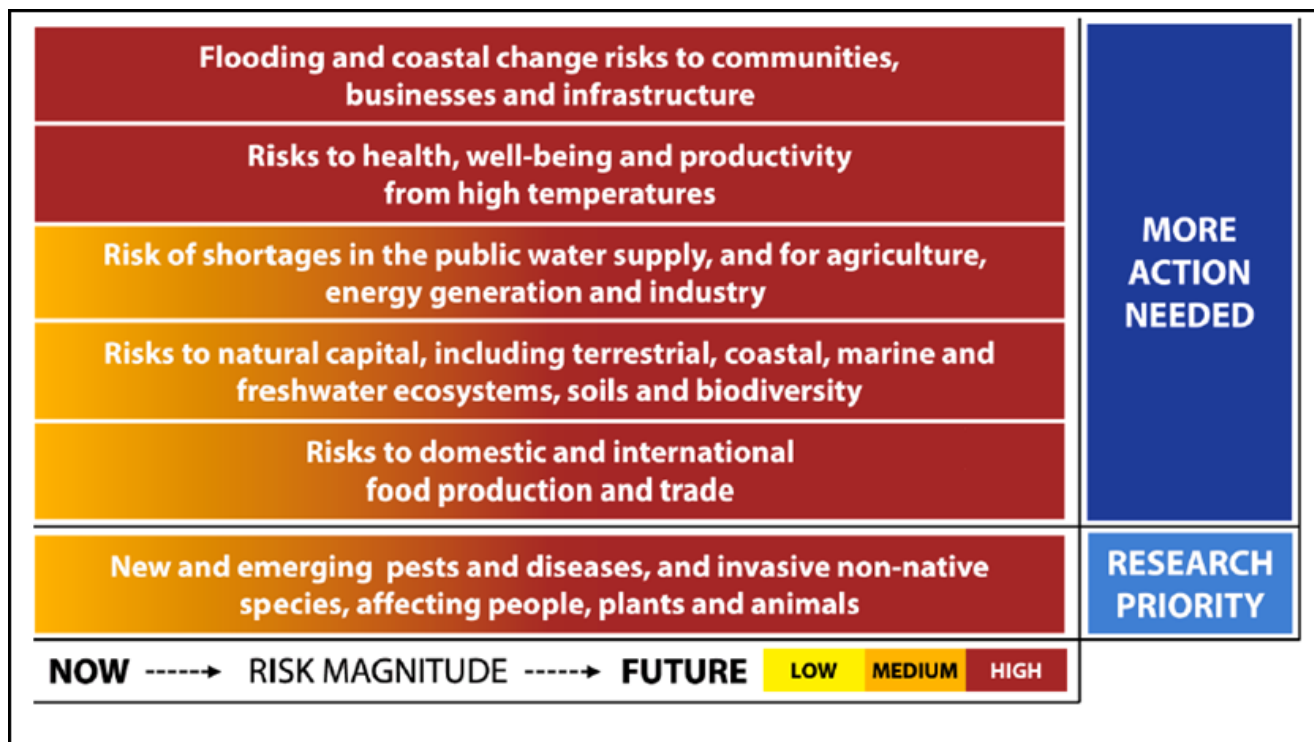 Flooding and coastal change risks to communities,
businesses and infrastructure
Risks to health, well-being and productivity
from high temperatures
Risk of shortages in the public water supply, and for agriculture,
energy generation and industry
Risks to natural capital, including terrestrial, coastal, marine and
freshwater ecosystems, soils and biodiversity
Risks to domestic and international
food production and trade
MORE
ACTION
NEEDED
New and emerging pests and diseases, and invasive non-native
species, affecting people, plants and animals
RESEARCH
PRIORITY
NOW -----→ RISK MAGNITUDE -----→ FUTURE LOW MEDIUM HIGH